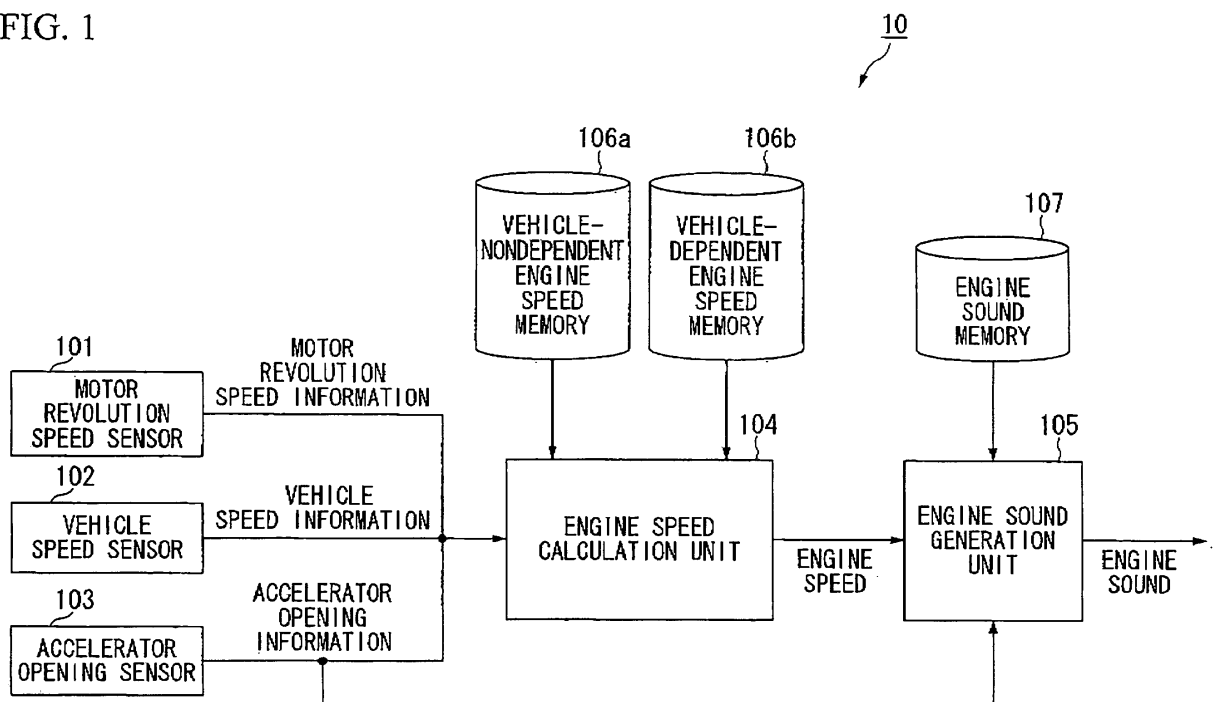 FIG. 1
10
106a
106b
107
VEHICLE-
NONDEPENDENT
ENGINE
SPEED
MEMORY
VEHICLE-
DEPENDENT
ENGINE
SPEED
MEMORY
ENGINE
SOUND
MEMORY
101
MOTOR
REVOLUTION
SPEED SENSOR
MOTOR
REVOLUTION
SPEED INFORMATION
102
VEHICLE
SPEED SENSOR
VEHICLE
SPEED INFORMATION
103
ACCELERATOR
OPENING SENSOR
ACCELERATOR
OPENING
INFORMATION
104
ENGINE SPEED
CALCULATION UNIT
ENGINE
SPEED
105
ENGINE SOUND
GENERATION
UNIT
ENGINE
SOUND